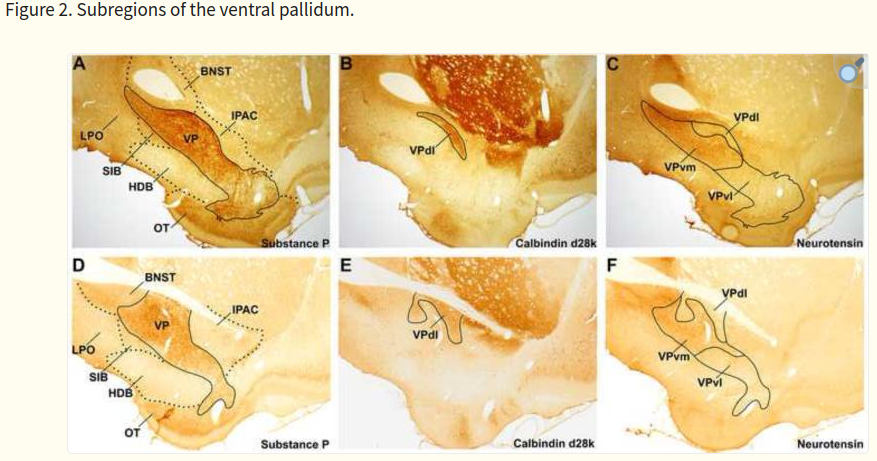 Figure 2. Subregions of the ventral pallidum.
A
BNST
IPAC
LPO
VP
SIB
HDB
OT
Substance P
B
VPdl
Calbindin d28k
C
VPdl
VPvm
VPvl
Neurotensin
D
BNST
IPAC
VP
LPO
SIB
HDB
OT
Substance P
E
VPdl
Calbindin d28k
F
VPdl
VPvm
VPvl
Neurotensin